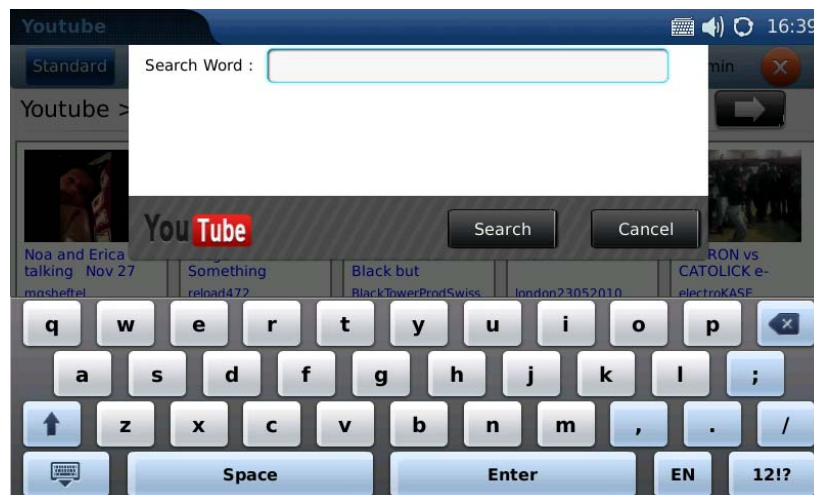 Youtube 16:39
Standard Search Word : min
Youtube >
You Tube Search Cancel
Noa and Erica
talking Nov 27
Something
Black but
RON vs
CATOLICK e-
mgsheftel reload472 BlackTowerProdSwiss london23052010 electroKASE
q w e r t y u i o p
a s d f g h j k l ;
z x c v b n m , . /
Space Enter EN 12!?